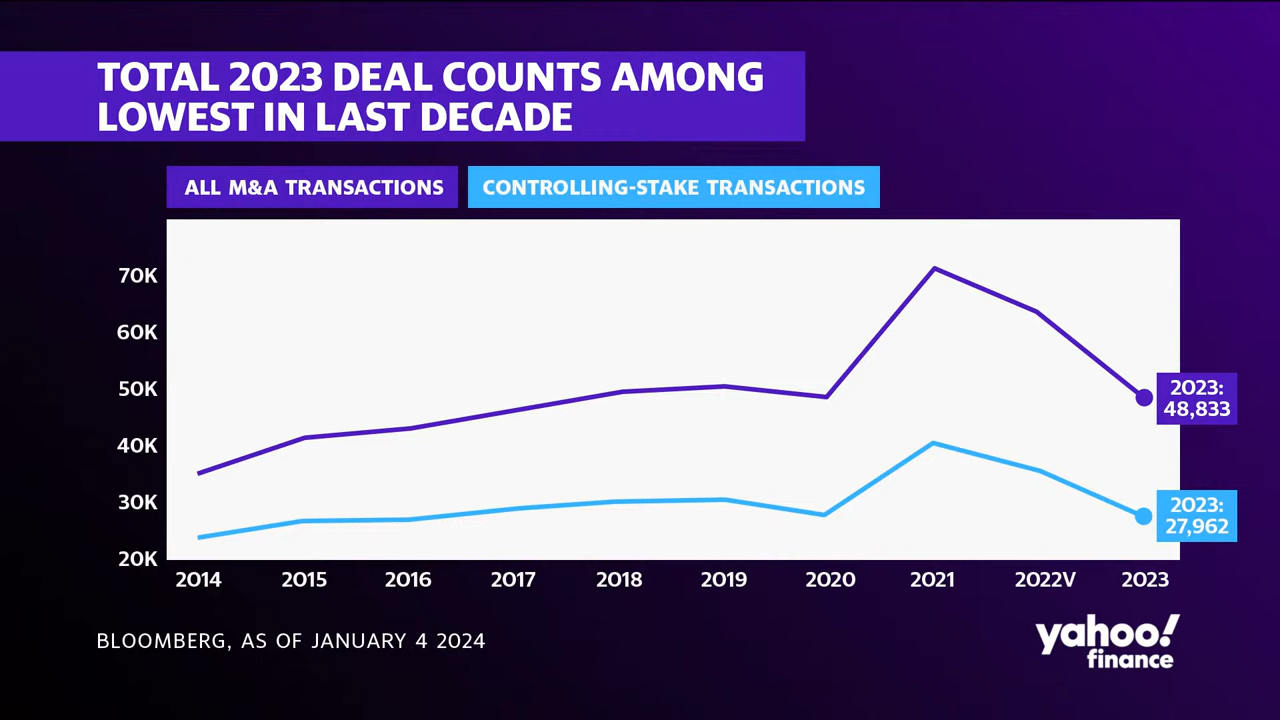 TOTAL 2023 DEAL COUNTS AMONG
LOWEST IN LAST DECADE
ALL M&A TRANSACTIONS
CONTROLLING-STAKE TRANSACTIONS
70K
60K
50K
40K
30K
20K
2023:
48,833
2023:
27,962
2014 2015 2016 2017 2018 2019 2020 2021 2022V 2023
BLOOMBERG, AS OF JANUARY 4 2024
yahoo!
finance